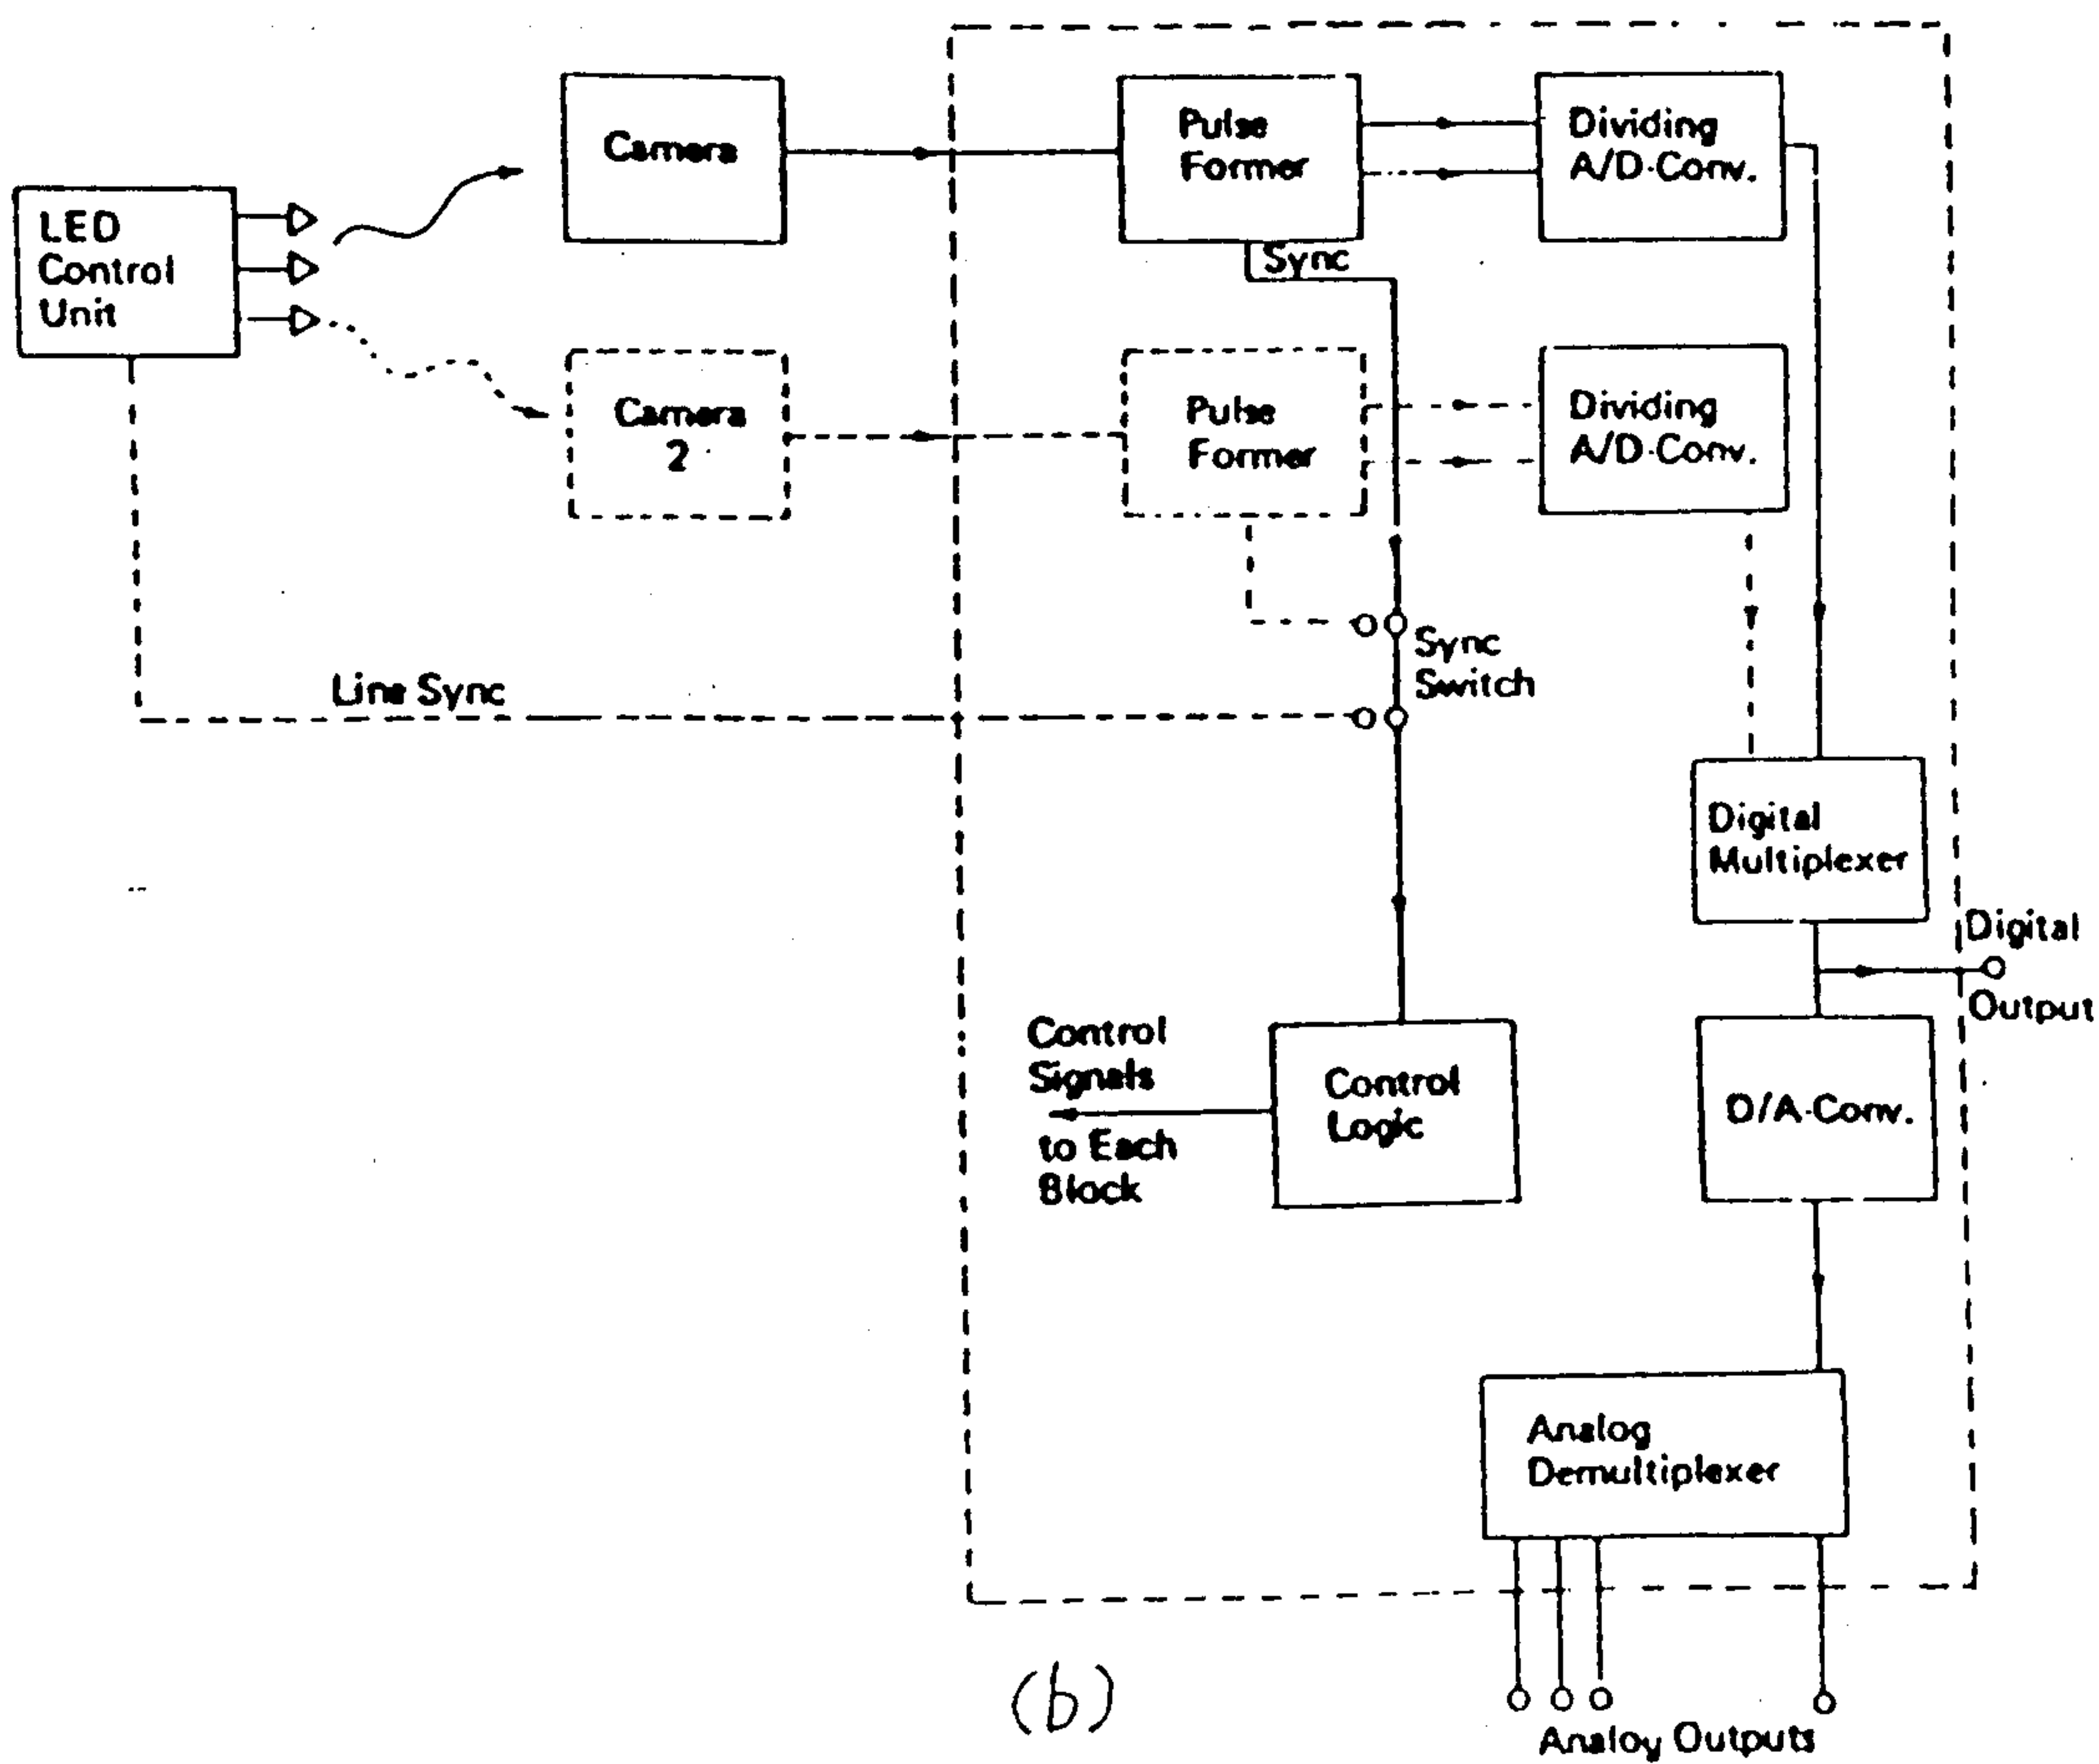 LED
Control
Unit
Camera
Pulse
Former
Dividing
A/D-Conv.
Sync
Camera
2
Pulse
Former
Dividing
A/D-Conv.
Sync
Switch
Line Sync
Digital
Multiplexer
Digital
Output
Control
Signals
to Each
Block
Control
Logic
D/A-Conv.
Analog
Demultiplexer
(b)
Analog Outputs